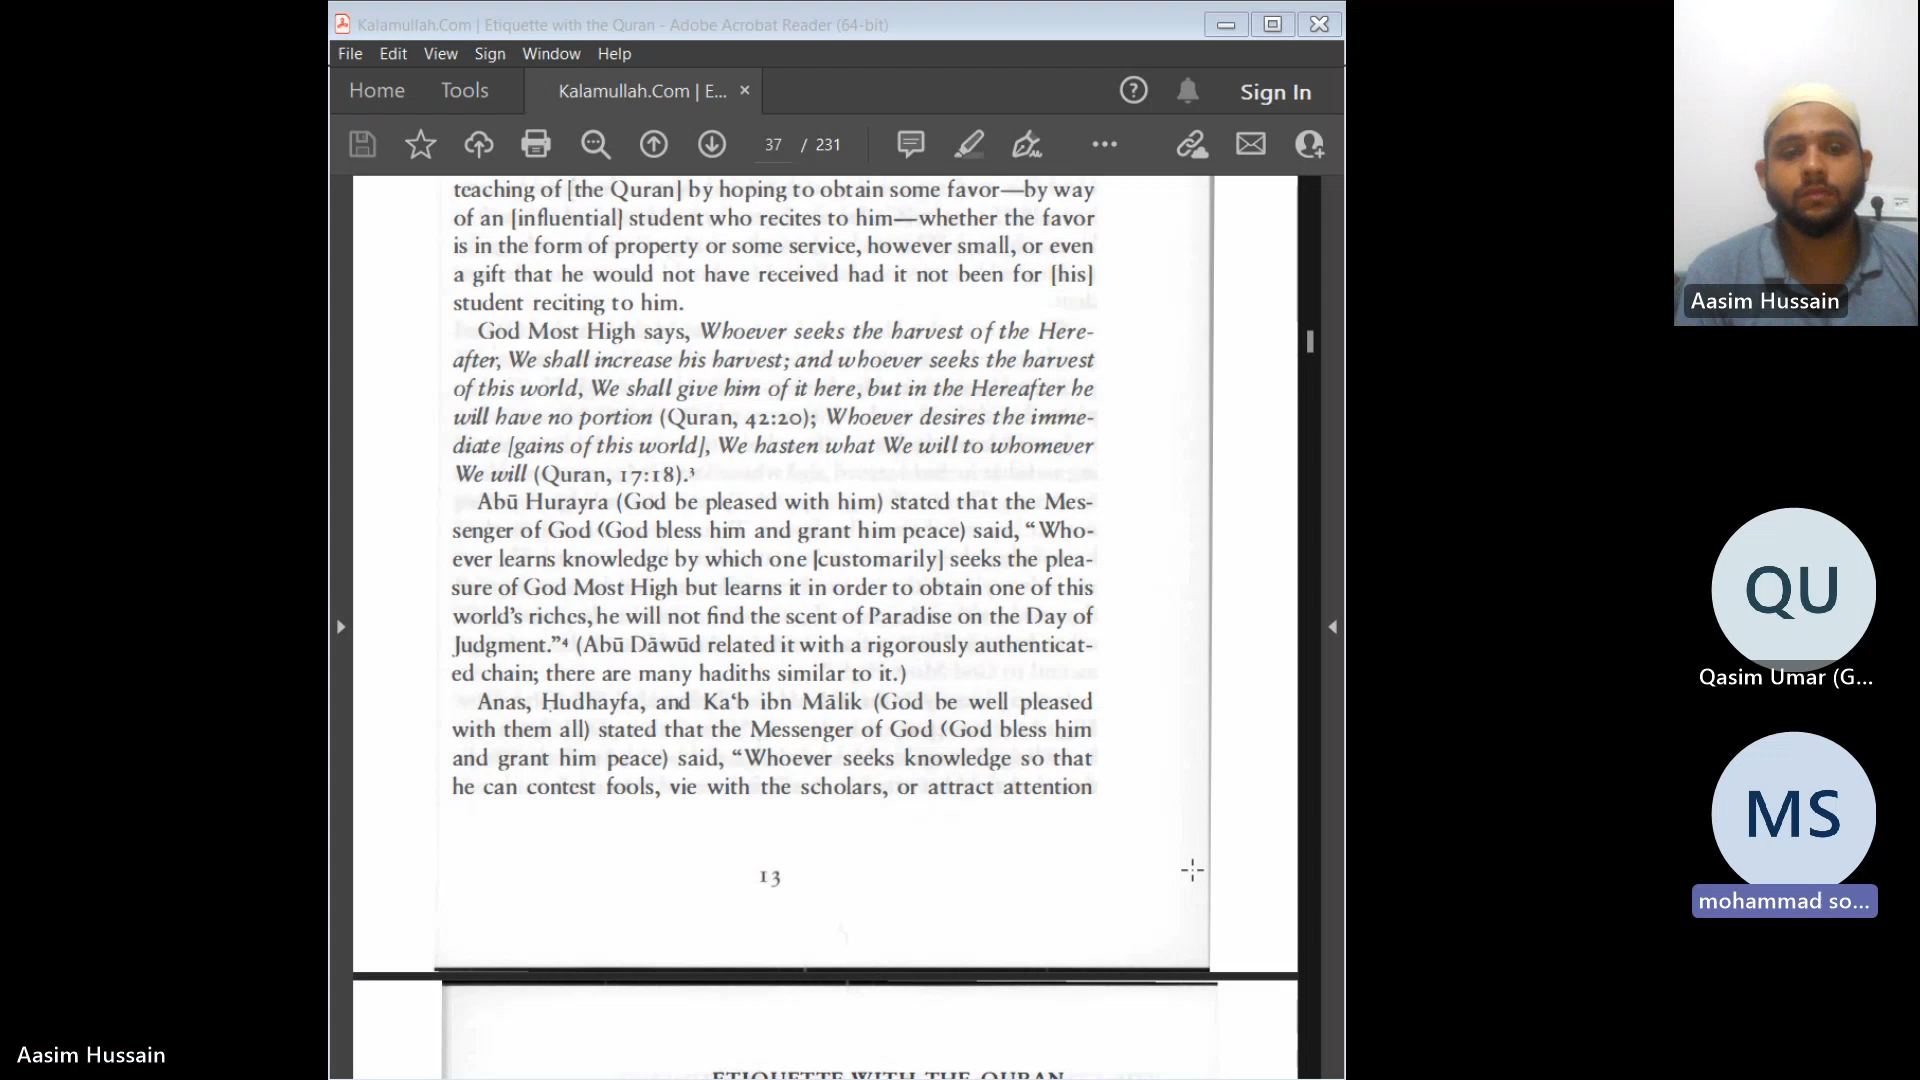 Kalamullah.Com | Etiquette with the Quran - Adobe Acrobat Reader (64-bit)
File Edit View Sign Window Help
Home Tools Kalamullah.Com | E... × Sign In
37 / 231
teaching of [the Quran] by hoping to obtain some favor—by way
of an [influential] student who recites to him—whether the favor
is in the form of property or some service, however small, or even
a gift that he would not have received had it not been for [his]
student reciting to him.
God Most High says, Whoever seeks the harvest of the Here-
after, We shall increase his harvest; and whoever seeks the harvest
of this world, We shall give him of it here, but in the Hereafter he
will have no portion (Quran, 42:20); Whoever desires the imme-
diate [gains of this world], We hasten what We will to whomever
We will (Quran, 17:18).³
Abū Hurayra (God be pleased with him) stated that the Mes-
senger of God (God bless him and grant him peace) said, “Who-
ever learns knowledge by which one [customarily] seeks the plea-
sure of God Most High but learns it in order to obtain one of this
world’s riches, he will not find the scent of Paradise on the Day of
Judgment.”⁴ (Abū Dāwūd related it with a rigorously authenticat-
ed chain; there are many hadiths similar to it.)
Anas, Ḥudhayfa, and Kaʿb ibn Mālik (God be well pleased
with them all) stated that the Messenger of God (God bless him
and grant him peace) said, “Whoever seeks knowledge so that
he can contest fools, vie with the scholars, or attract attention
13
ETIQUETTE WITH THE QURAN
Aasim Hussain
QU
Qasim Umar (G...
MS
mohammad so...
Aasim Hussain